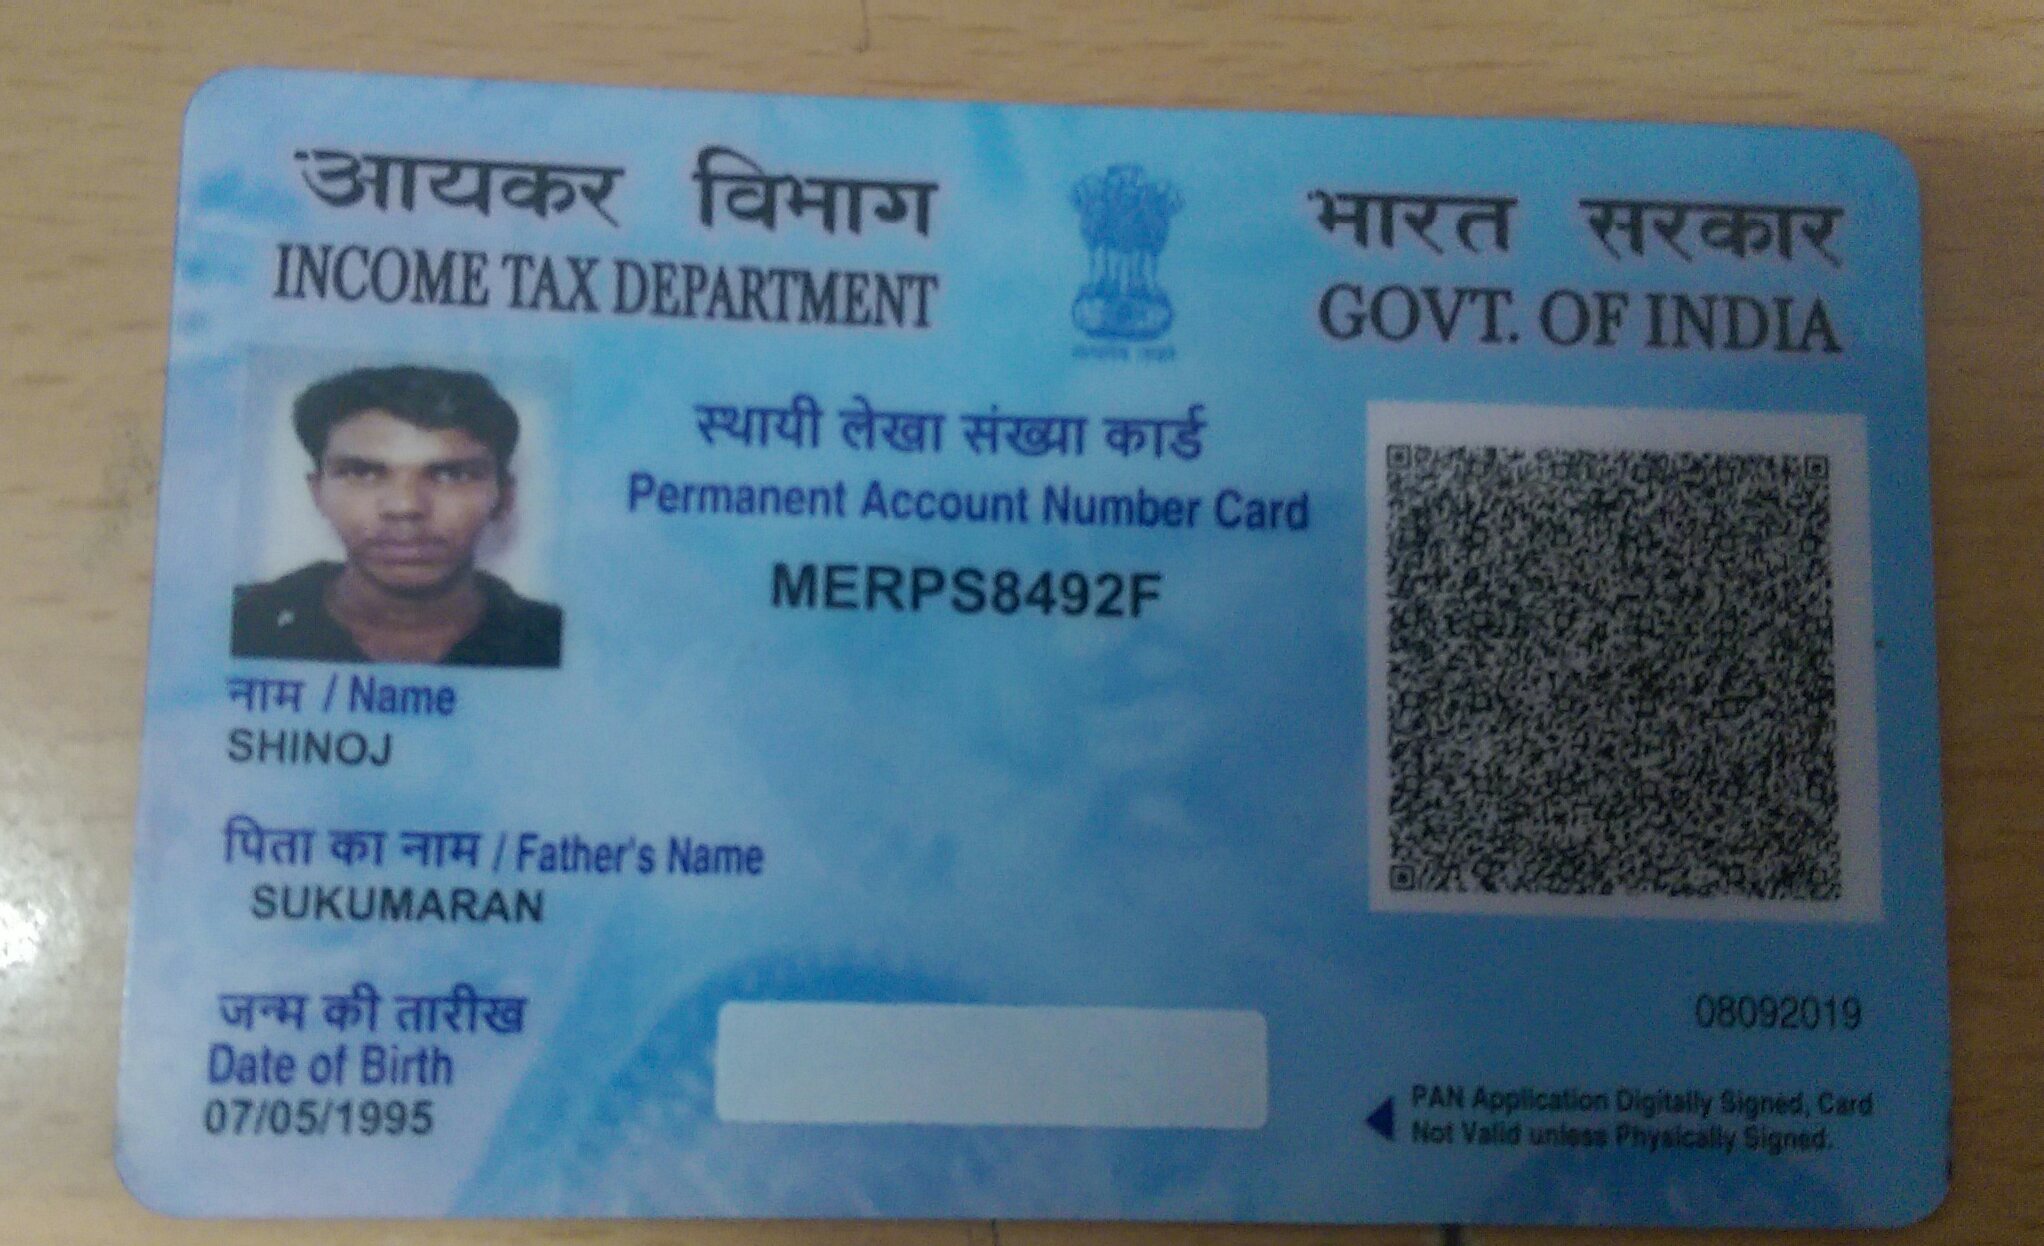 आयकर विभाग
INCOME TAX DEPARTMENT
भारत सरकार
GOVT. OF INDIA
स्थायी लेखा संख्या कार्ड
Permanent Account Number Card
MERPS8492F
नाम / Name
SHINOJ
पिता का नाम / Father's Name
SUKUMARAN
जन्म की तारीख
Date of Birth
07/05/1995
08092019
PAN Application Digitally Signed, Card
Not Valid unless Physically Signed.